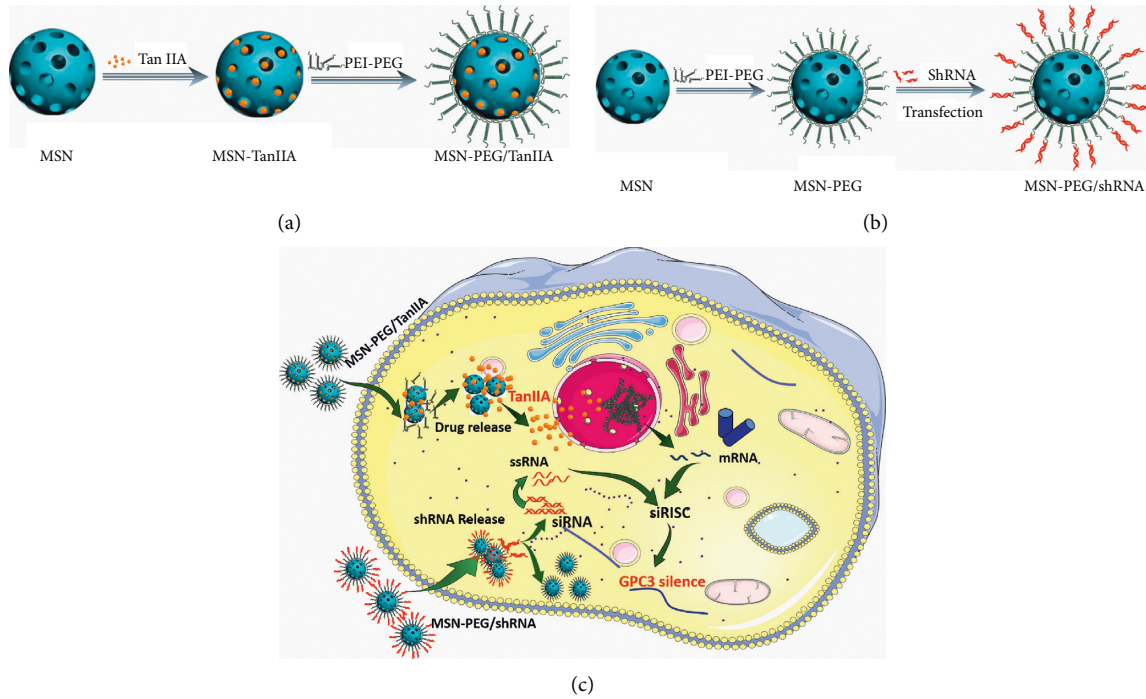 Tan IIA
PEI-PEG
MSN
MSN-TanIIA
MSN-PEG/TanIIA
(a)
PEI-PEG
ShRNA
Transfection
MSN
MSN-PEG
MSN-PEG/shRNA
(b)
MSN-PEG/TanIIA
TanIIA
Drug release
mRNA
ssRNA
siRISC
shRNA Release
siRNA
GPC3 silence
MSN-PEG/shRNA
(c)